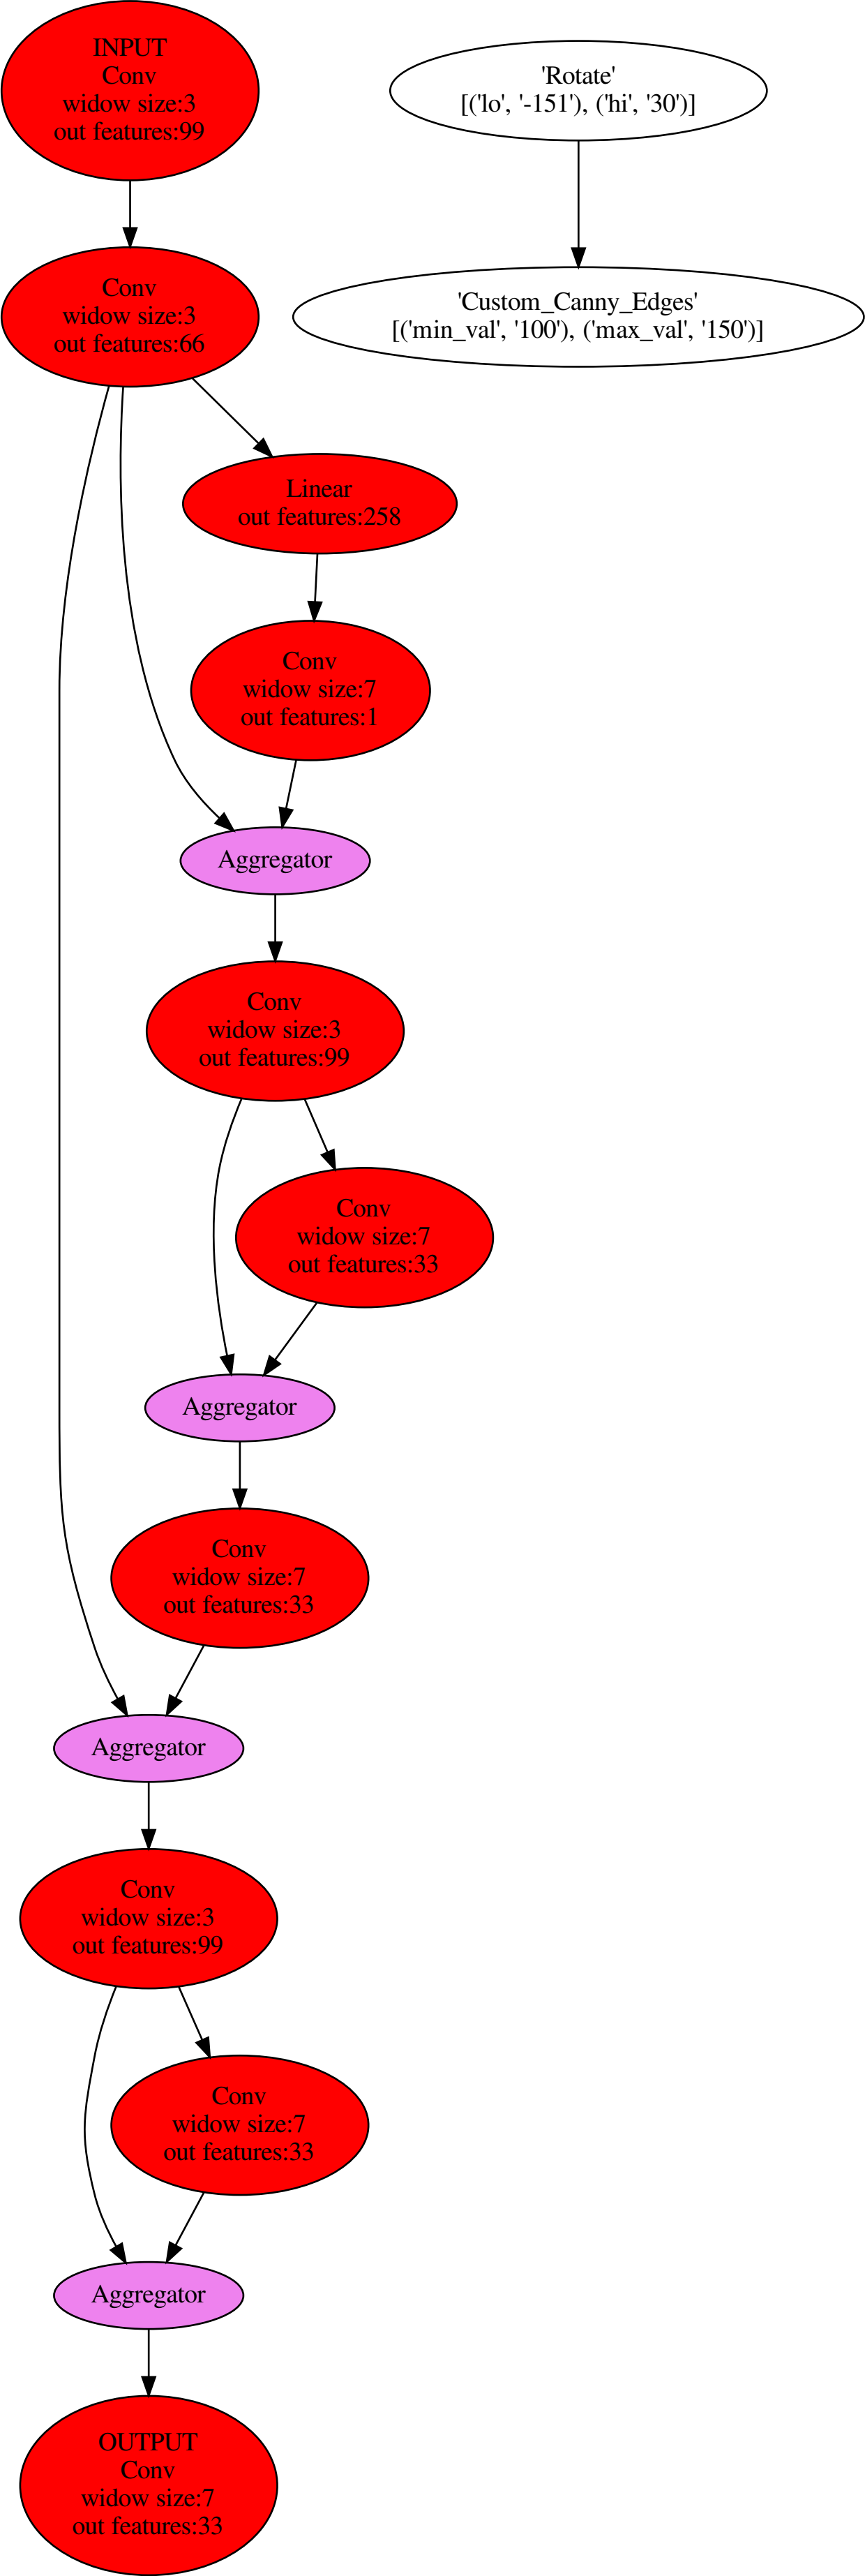 INPUT
Conv
widow size:3
out features:99
'Rotate'
[('lo', '-151'), ('hi', '30')]
Conv
widow size:3
out features:66
'Custom_Canny_Edges'
[('min_val', '100'), ('max_val', '150')]
Linear
out features:258
Conv
widow size:7
out features:1
Aggregator
Conv
widow size:3
out features:99
Conv
widow size:7
out features:33
Aggregator
Conv
widow size:7
out features:33
Aggregator
Conv
widow size:3
out features:99
Conv
widow size:7
out features:33
Aggregator
OUTPUT
Conv
widow size:7
out features:33